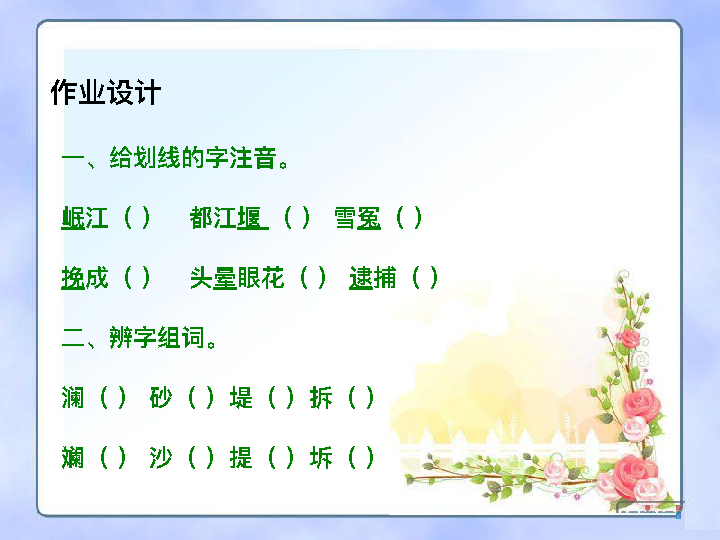 作业设计
一、给划线的字注音。
岷江（ ） 都江堰 （ ） 雪冤（ ）
挽成（ ） 头晕眼花（ ） 逮捕（ ）
二、辨字组词。
澜（ ） 砂（ ）堤（ ）拆（ ）
斓（ ） 沙（ ）提（ ）坼（ ）